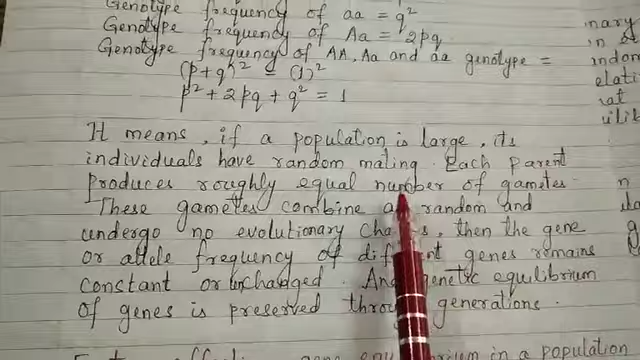 Genotype frequency of aa = q²
Genotype frequency of Aa = 2pq
Genotype frequency of AA, Aa and aa genotype =
(p+q)² = (1)²
p² + 2pq + q² = 1
It means, if a population is large, its
individuals have random mating. Each parent
produces roughly equal number of gametes.
These gametes combine at random and
undergo no evolutionary , then the gene
or allele frequency of different genes remains
constant or unchanged. And genetic equilibrium
of genes is preserved through generations.
in a population